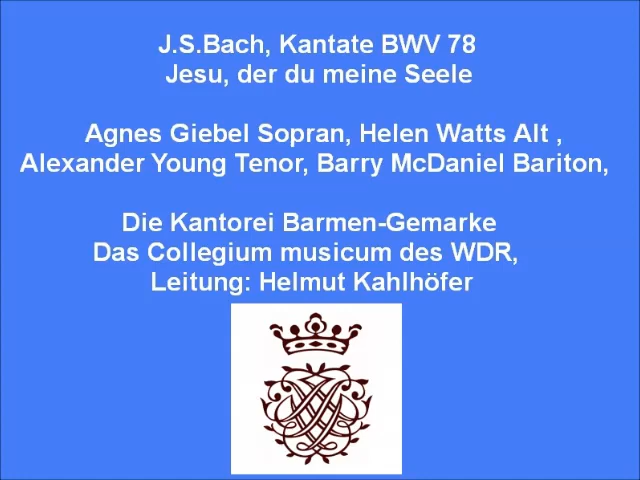 J.S.Bach, Kantate BWV 78
Jesu, der du meine Seele
Agnes Giebel Sopran, Helen Watts Alt ,
Alexander Young Tenor, Barry McDaniel Bariton,
Die Kantorei Barmen-Gemarke
Das Collegium musicum des WDR,
Leitung: Helmut Kahlhöfer